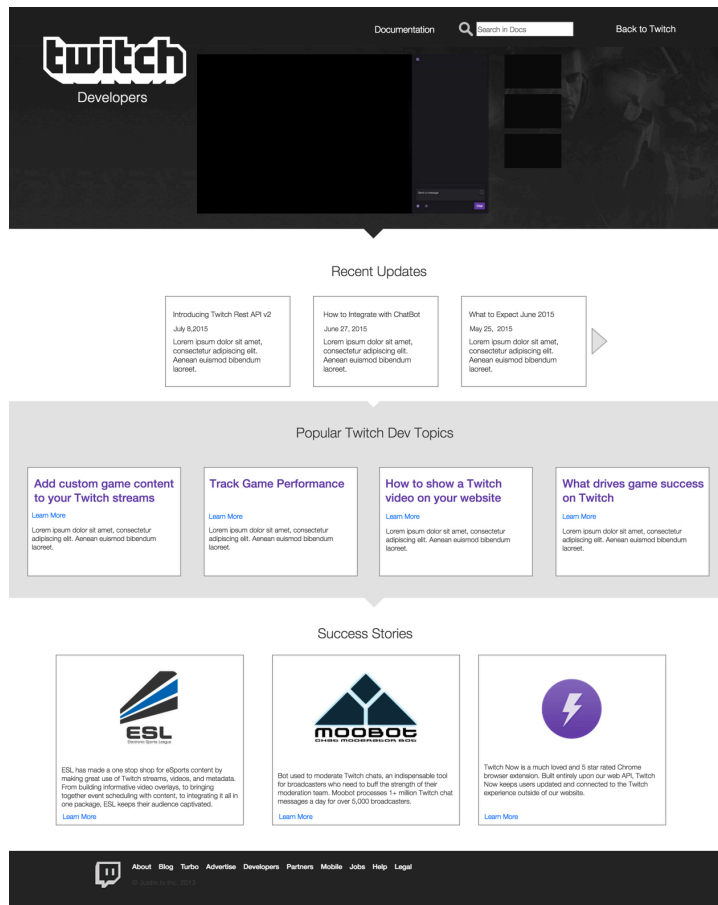 Documentation
Search in Docs
Back to Twitch
twitch
Developers
Send a message
Chat
Recent Updates
Introducing Twitch Rest API v2
July 8,2015
Lorem ipsum dolor sit amet,
consectetur adipiscing elit.
Aenean euismod bibendum
laoreet.
How to Integrate with ChatBot
June 27, 2015
Lorem ipsum dolor sit amet,
consectetur adipiscing elit.
Aenean euismod bibendum
laoreet.
What to Expect June 2015
May 25, 2015
Lorem ipsum dolor sit amet,
consectetur adipiscing elit.
Aenean euismod bibendum
laoreet.
Popular Twitch Dev Topics
Add custom game content
to your Twitch streams
Learn More
Lorem ipsum dolor sit amet, consectetur
adipiscing elit. Aenean euismod bibendum
laoreet.
Track Game Performance
Learn More
Lorem ipsum dolor sit amet, consectetur
adipiscing elit. Aenean euismod bibendum
laoreet.
How to show a Twitch
video on your website
Learn More
Lorem ipsum dolor sit amet, consectetur
adipiscing elit. Aenean euismod bibendum
laoreet.
What drives game success
on Twitch
Learn More
Lorem ipsum dolor sit amet, consectetur
adipiscing elit. Aenean euismod bibendum
laoreet.
Success Stories
ESL
Electronic Sports League
ESL has made a one stop shop for eSports content by
making great use of Twitch streams, videos, and metadata.
From building informative video overlays, to bringing
together event scheduling with content, to integrating it all in
one package, ESL keeps their audience captivated.
Learn More
MOOBOT
CHAT MODERATOR BOT
Bot used to moderate Twitch chats, an indispensable tool
for broadcasters who need to buff the strength of their
moderation team. Moobot processes 1+ million Twitch chat
messages a day for over 5,000 broadcasters.
Learn More
Twitch Now is a much loved and 5 star rated Chrome
browser extension. Built entirely upon our web API, Twitch
Now keeps users updated and connected to the Twitch
experience outside of our website.
Learn More
About Blog Turbo Advertise Developers Partners Mobile Jobs Help Legal